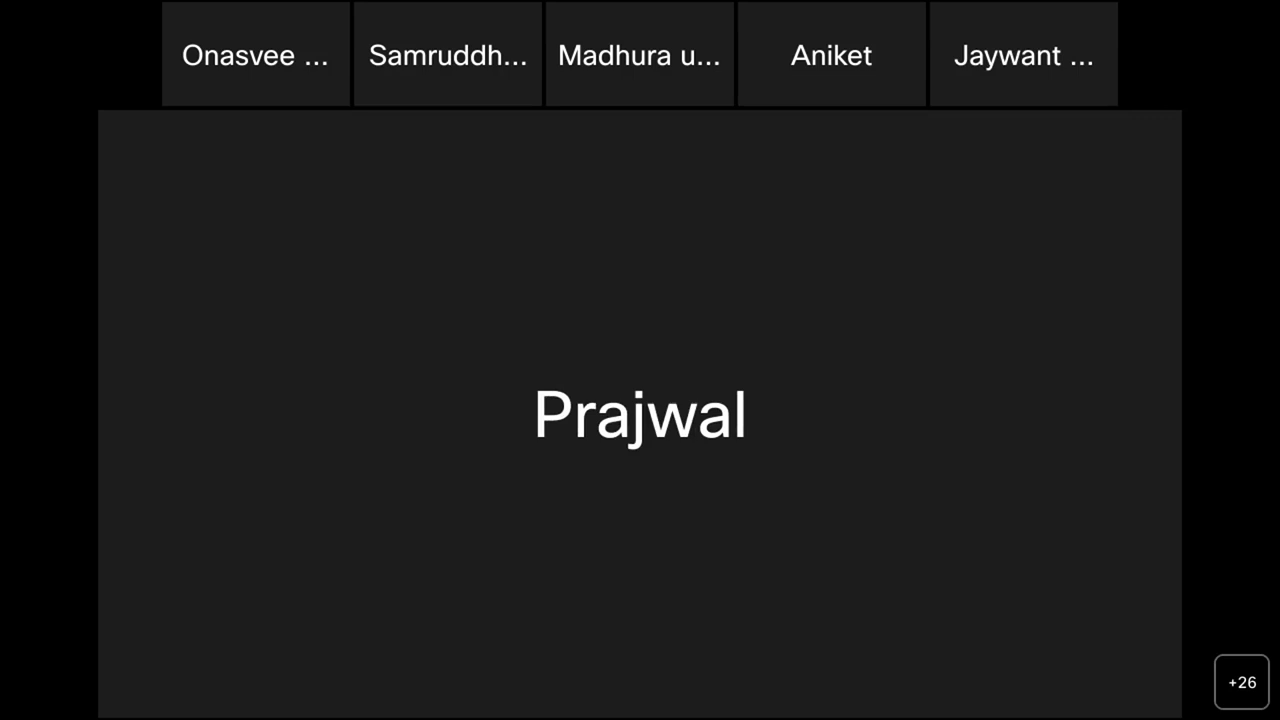 Onasvee ...
Samruddh...
Madhura u...
Aniket
Jaywant ...
Prajwal
+26